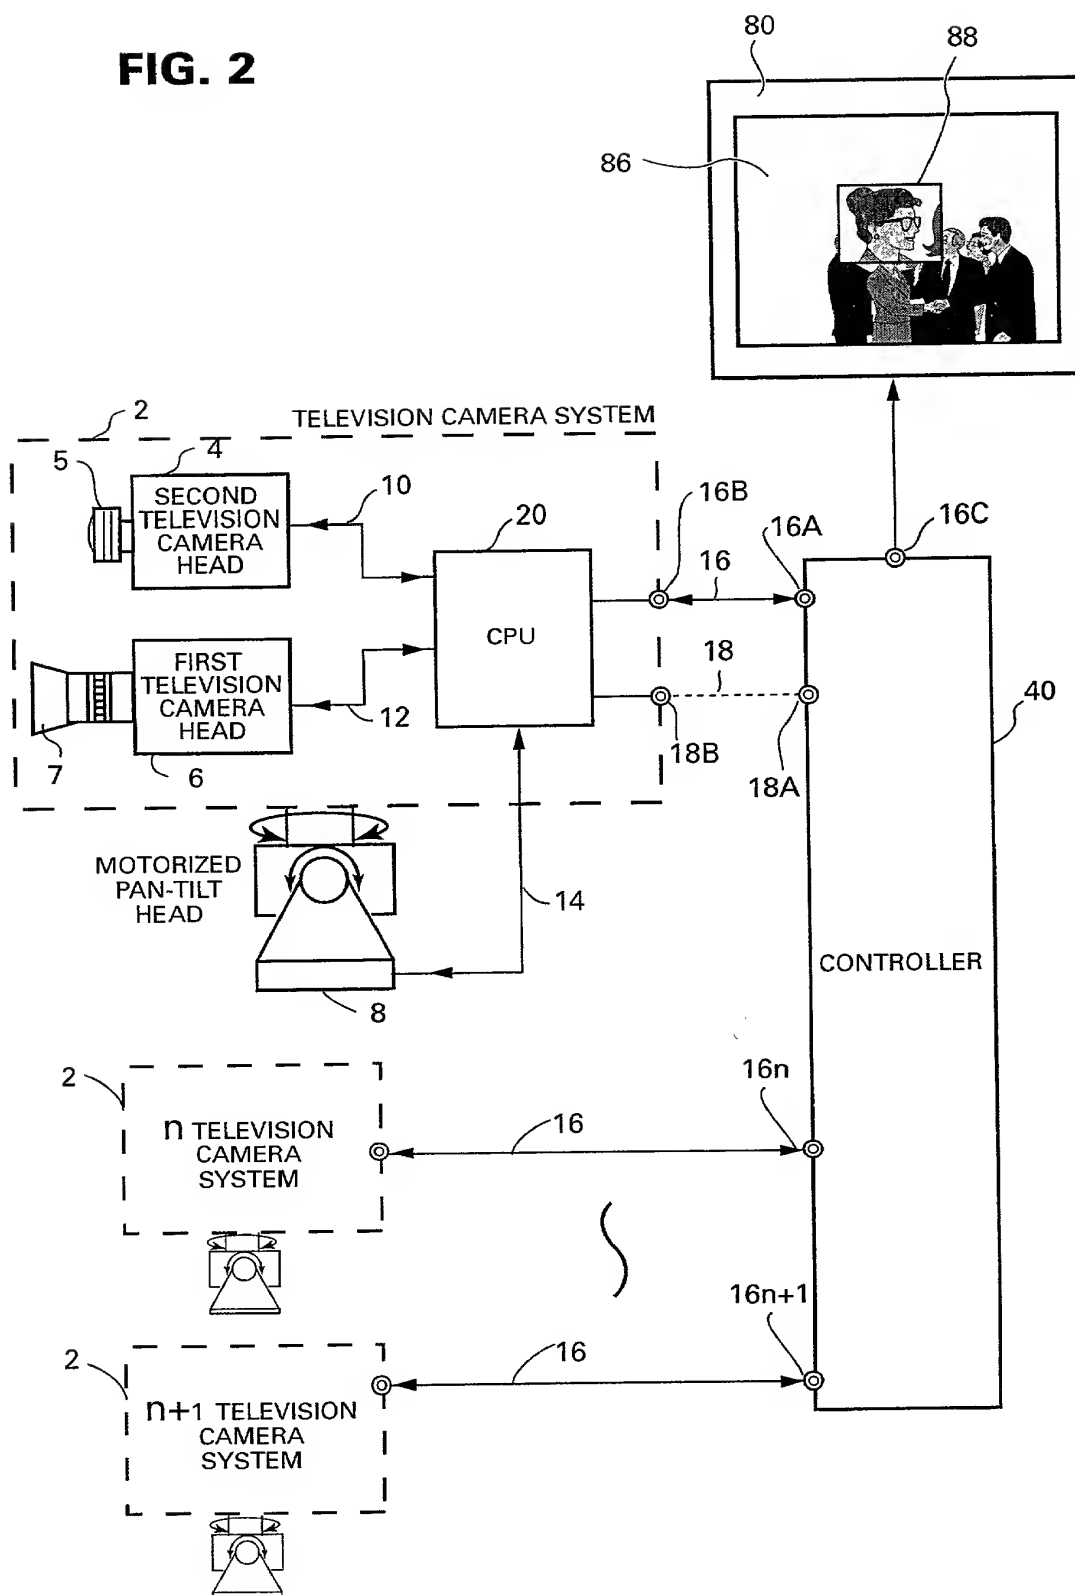 FIG. 2
80
88
86
2
TELEVISION CAMERA SYSTEM
5
4
SECOND
TELEVISION
CAMERA
HEAD
10
20
CPU
16B
16A
16
16C
FIRST
TELEVISION
CAMERA
HEAD
7
6
12
18
18B
18A
40
MOTORIZED
PAN-TILT
HEAD
14
8
CONTROLLER
2
n TELEVISION
CAMERA
SYSTEM
16
16n
16n+1
2
n+1 TELEVISION
CAMERA
SYSTEM
16